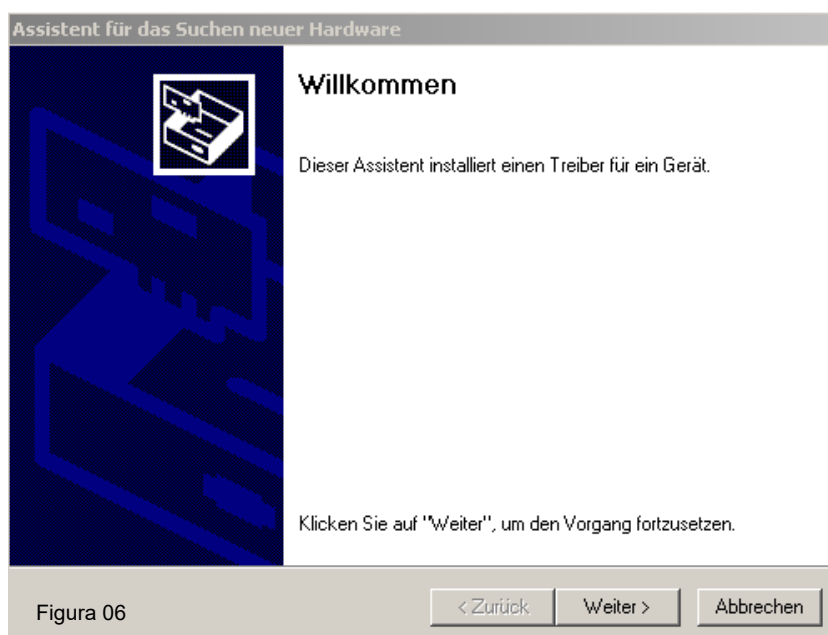 Assistent für das Suchen neuer Hardware
Willkommen
Dieser Assistent installiert einen Treiber für ein Gerät.
Klicken Sie auf "Weiter", um den Vorgang fortzusetzen.
Figura 06
< Zurück
Weiter >
Abbrechen